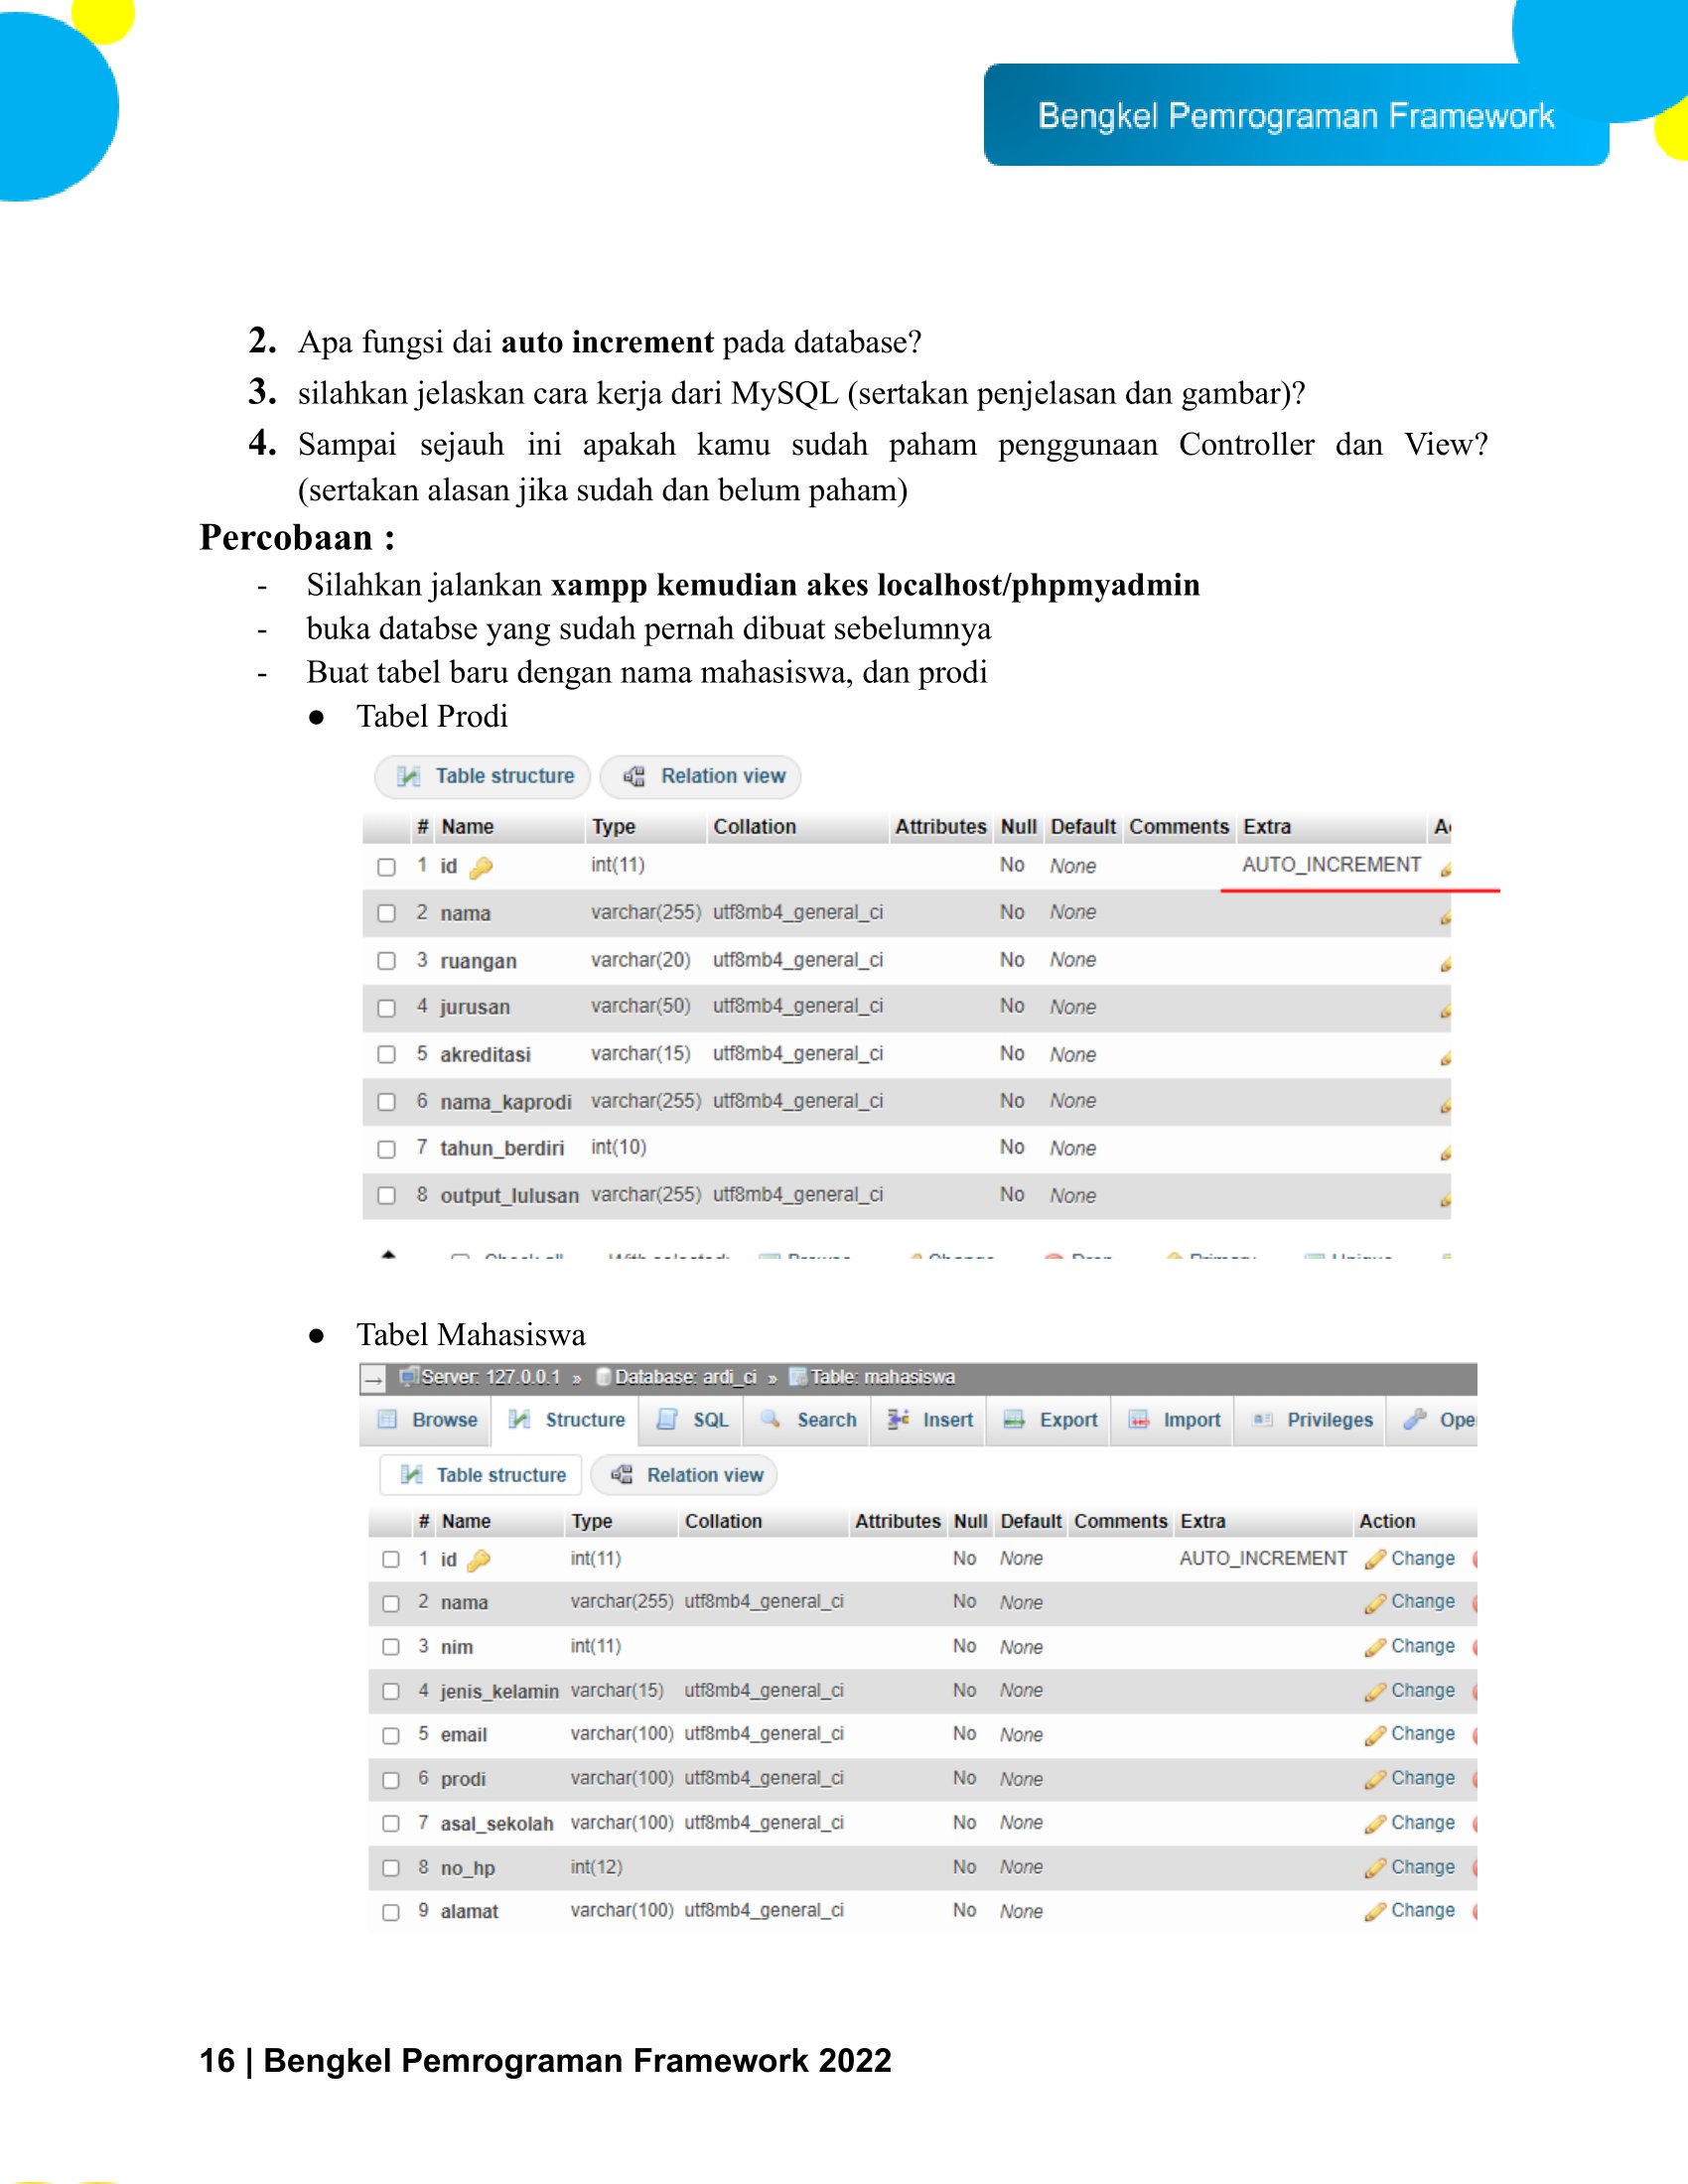 Bengkel Pemrograman Framework
2. Apa fungsi dai auto increment pada database?
3. silahkan jelaskan cara kerja dari MySQL (sertakan penjelasan dan gambar)?
4. Sampai sejauh ini apakah kamu sudah paham penggunaan Controller dan View?
(sertakan alasan jika sudah dan belum paham)
Percobaan :
- Silahkan jalankan xampp kemudian akes localhost/phpmyadmin
- buka databse yang sudah pernah dibuat sebelumnya
- Buat tabel baru dengan nama mahasiswa, dan prodi
● Tabel Prodi
Table structure Relation view
# Name Type Collation Attributes Null Default Comments Extra
1 id int(11) No None AUTO_INCREMENT
2 nama varchar(255) utf8mb4_general_ci No None
3 ruangan varchar(20) utf8mb4_general_ci No None
4 jurusan varchar(50) utf8mb4_general_ci No None
5 akreditasi varchar(15) utf8mb4_general_ci No None
6 nama_kaprodi varchar(255) utf8mb4_general_ci No None
7 tahun_berdiri int(10) No None
8 output_lulusan varchar(255) utf8mb4_general_ci No None
● Tabel Mahasiswa
Server: 127.0.0.1 » Database: ardi_ci » Table: mahasiswa
Browse Structure SQL Search Insert Export Import Privileges Ope
Table structure Relation view
# Name Type Collation Attributes Null Default Comments Extra Action
1 id int(11) No None AUTO_INCREMENT Change
2 nama varchar(255) utf8mb4_general_ci No None Change
3 nim int(11) No None Change
4 jenis_kelamin varchar(15) utf8mb4_general_ci No None Change
5 email varchar(100) utf8mb4_general_ci No None Change
6 prodi varchar(100) utf8mb4_general_ci No None Change
7 asal_sekolah varchar(100) utf8mb4_general_ci No None Change
8 no_hp int(12) No None Change
9 alamat varchar(100) utf8mb4_general_ci No None Change
16 | Bengkel Pemrograman Framework 2022